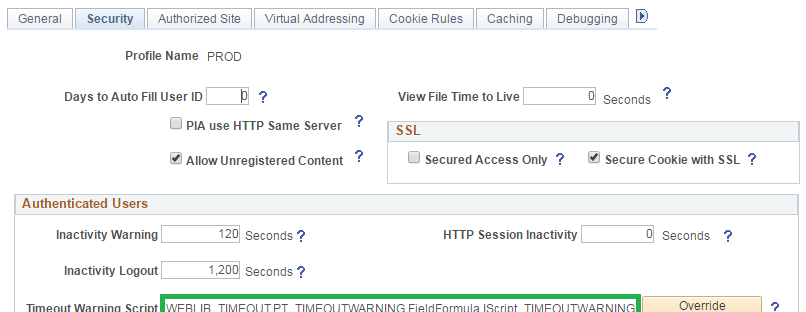 General Security Authorized Site Virtual Addressing Cookie Rules Caching Debugging
Profile Name PROD
Days to Auto Fill User ID 0 ? View File Time to Live 0 Seconds ?
PIA use HTTP Same Server ?
SSL
Allow Unregistered Content ? Secured Access Only ? Secure Cookie with SSL ?
Authenticated Users
Inactivity Warning 120 Seconds ? HTTP Session Inactivity 0 Seconds ?
Inactivity Logout 1,200 Seconds ?
Timeout Warning Script WEBLIB_TIMEOUT.PT_TIMEOUTWARNING.FieldFormula.IScript_TIMEOUTWARNING Override ?